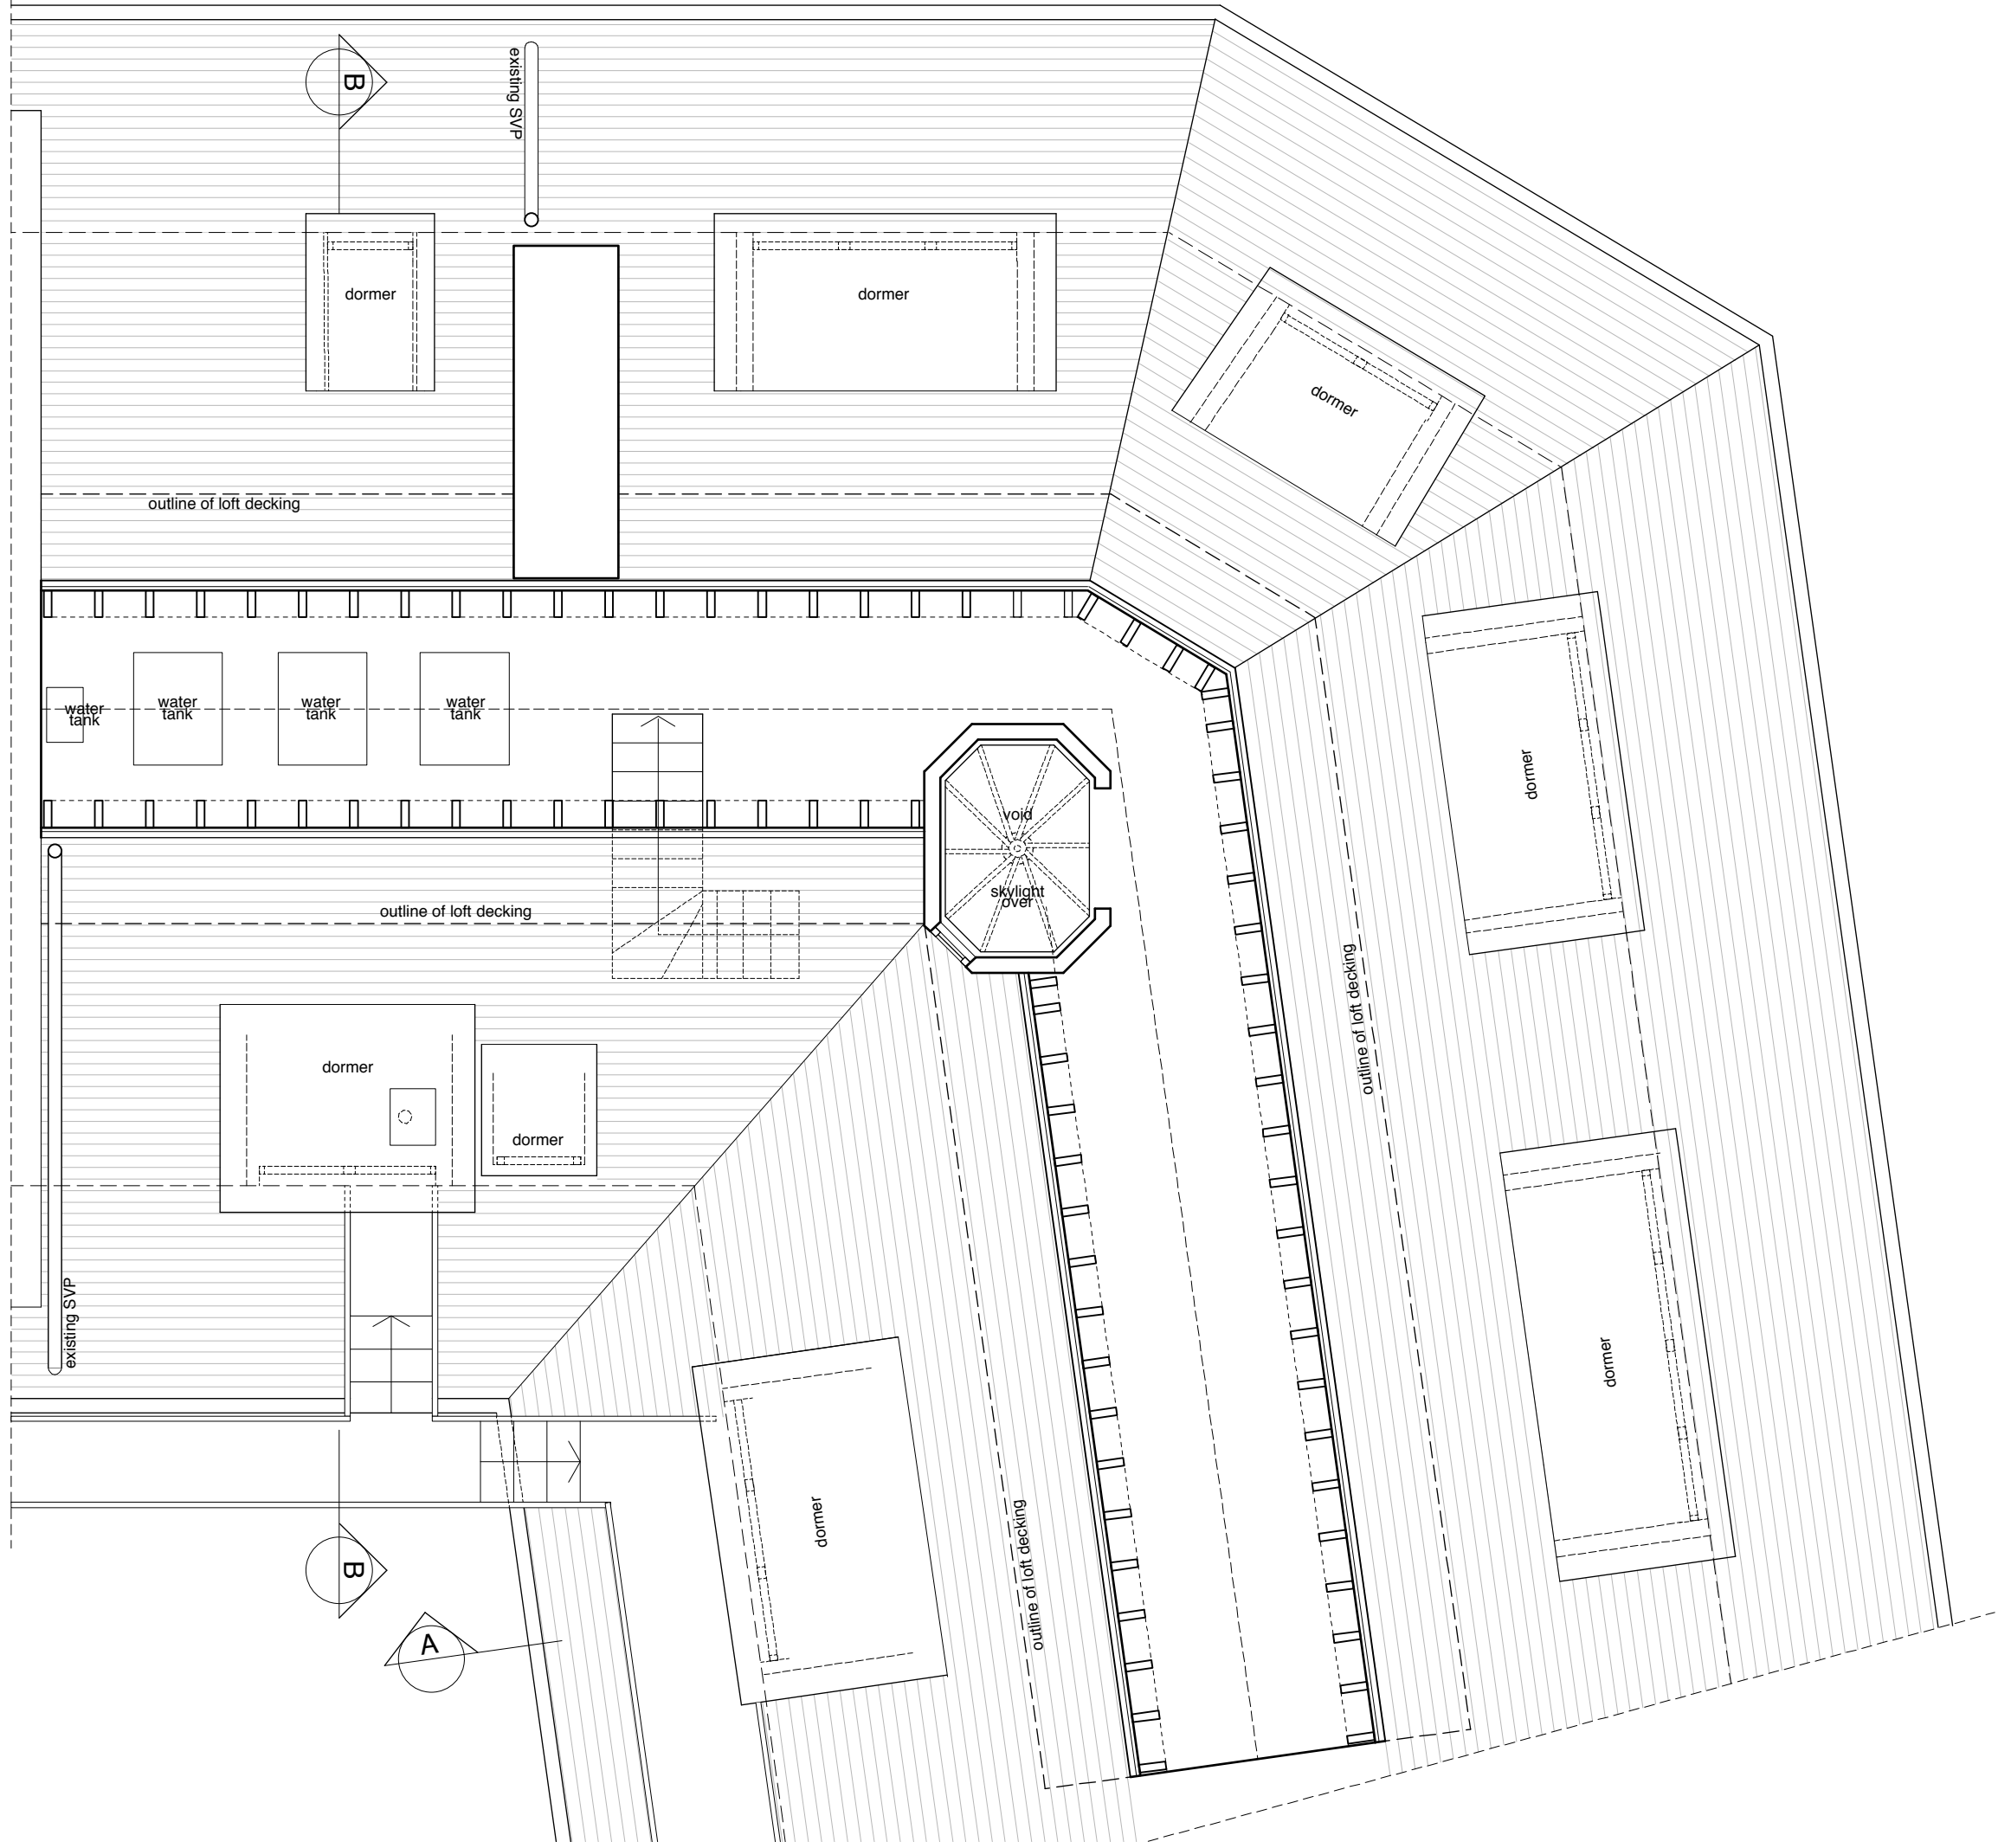 B
existing SVP
dormer
dormer
dormer
outline of loft decking
water
tank
water
tank
water
tank
water
tank
dormer
void
skylight
over
outline of loft decking
outline of loft decking
dormer
dormer
existing SVP
dormer
dormer
outline of loft decking
B
A